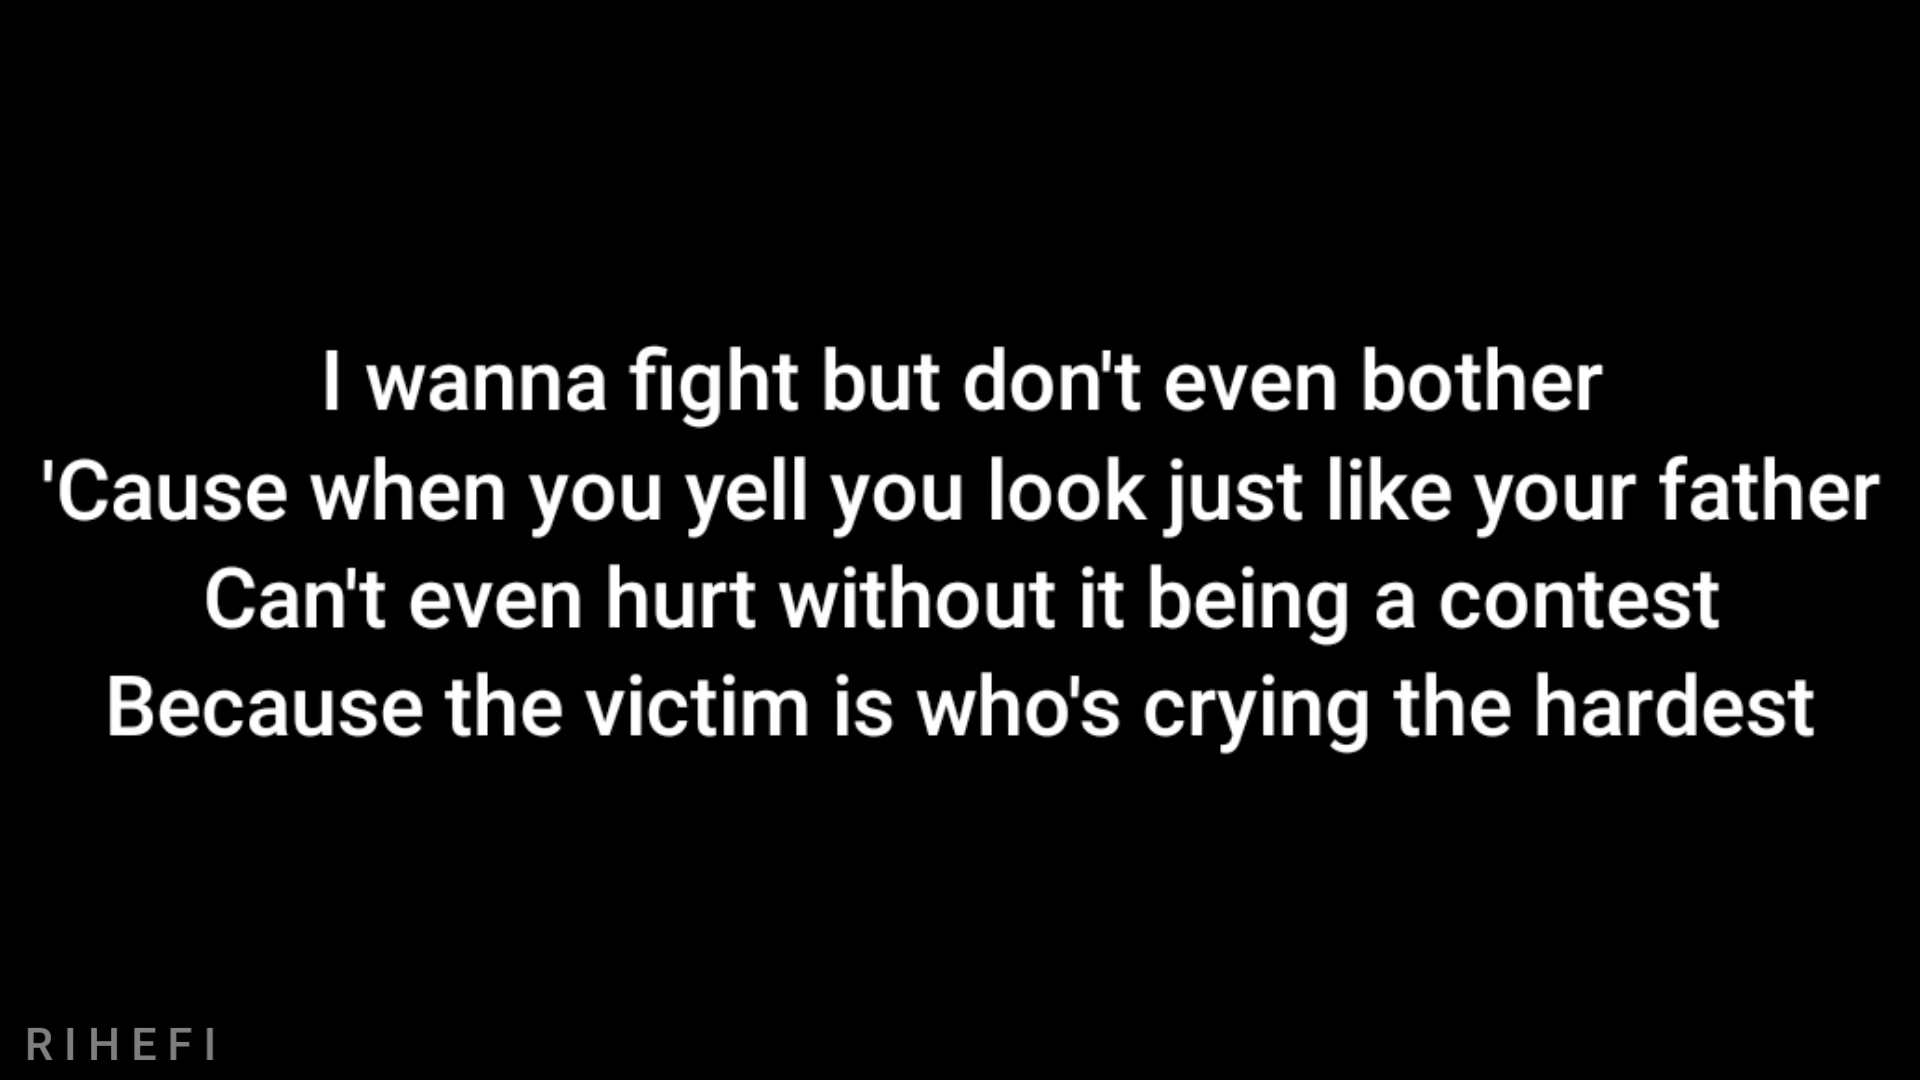 I wanna fight but don't even bother
'Cause when you yell you look just like your father
Can't even hurt without it being a contest
Because the victim is who's crying the hardest
RIHEFI